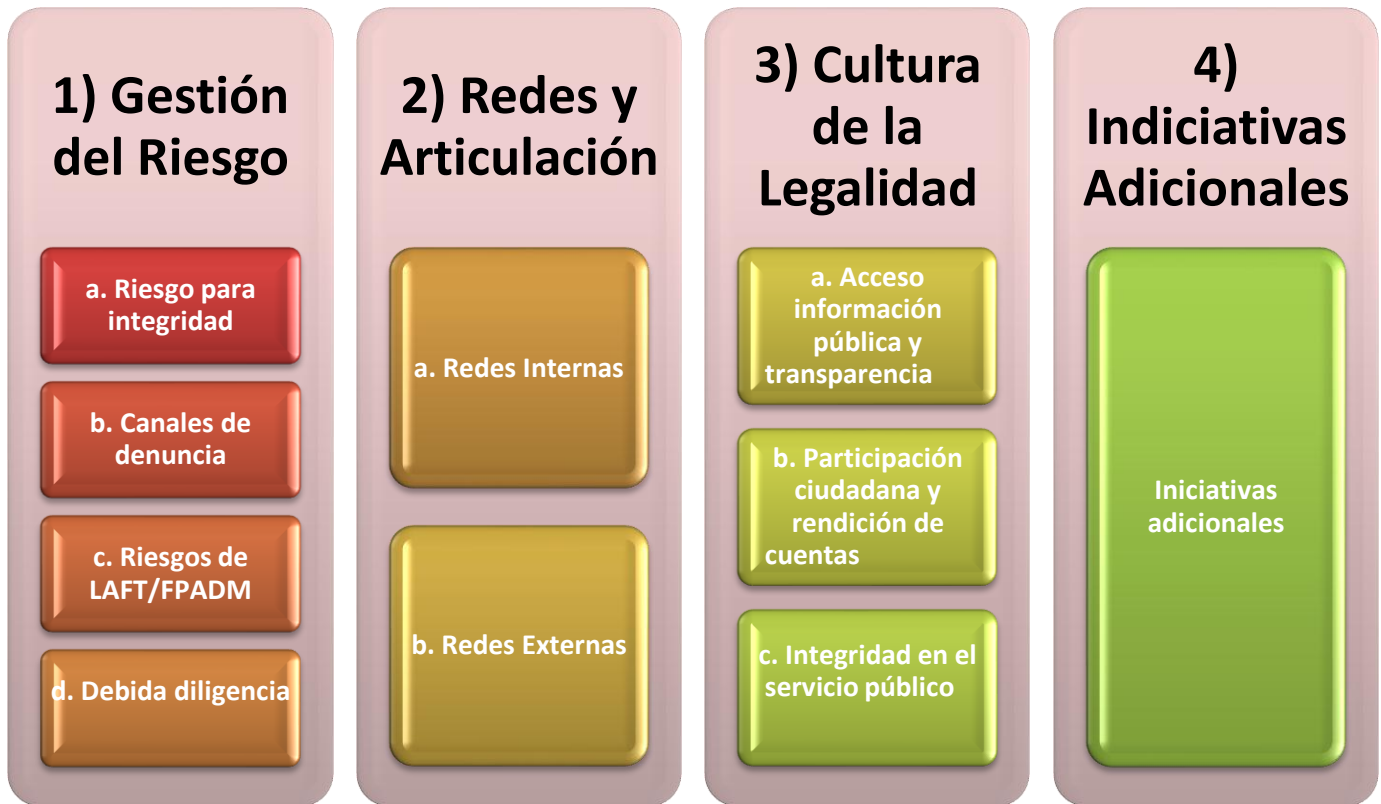 1) Gestión
del Riesgo
a. Riesgo para
integridad
b. Canales de
denuncia
c. Riesgos de
LAFT/FPADM
d. Debida diligencia
2) Redes y
Articulación
a. Redes Internas
b. Redes Externas
3) Cultura
de la
Legalidad
a. Acceso
información
pública y
transparencia
b. Participación
ciudadana y
rendición de
cuentas
c. Integridad en el
servicio público
4)
Indiciativas
Adicionales
Iniciativas
adicionales